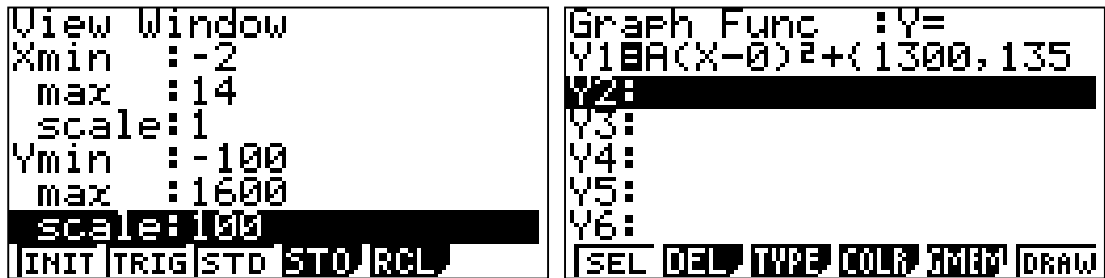 View Window
Xmin :-2
max :14
scale:1
Ymin :-100
max :1600
scale:100
INIT TRIG STD STO RCL
Graph Func :Y=
Y1=A(X-0)²+{1300,135
Y2:
Y3:
Y4:
Y5:
Y6:
SEL DEL TYPE COLR GMEM DRAW